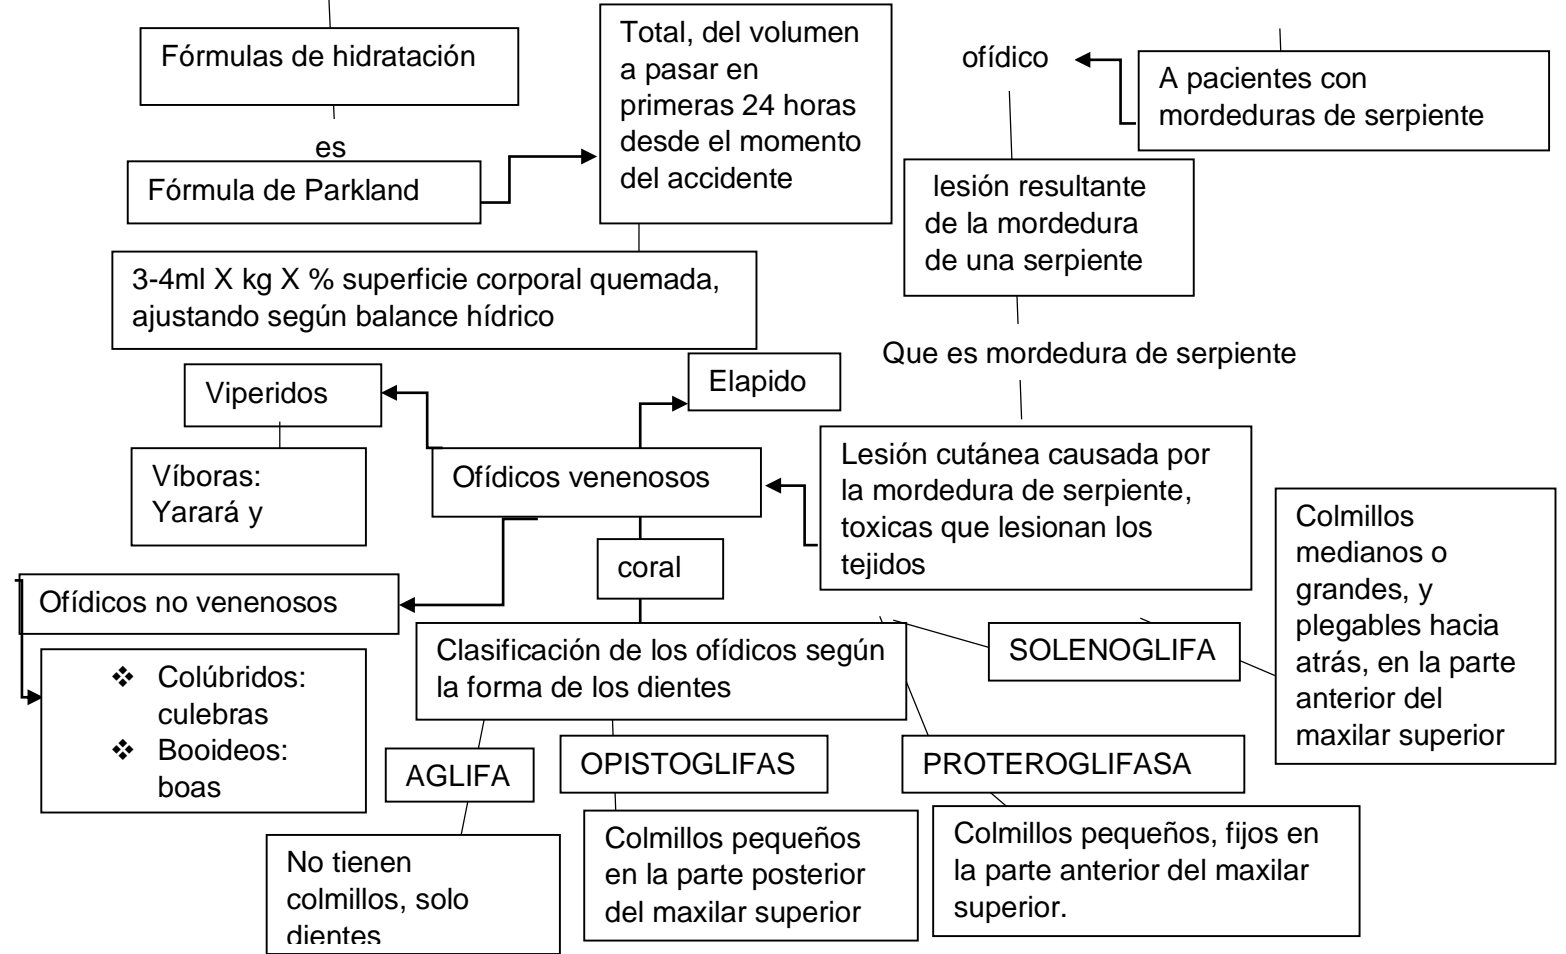 Fórmulas de hidratación
es
Fórmula de Parkland
Total, del volumen
a pasar en
primeras 24 horas
desde el momento
del accidente
3-4ml X kg X % superficie corporal quemada,
ajustando según balance hídrico
ofídico
A pacientes con
mordeduras de serpiente
lesión resultante
de la mordedura
de una serpiente
Que es mordedura de serpiente
Lesión cutánea causada por
la mordedura de serpiente,
toxicas que lesionan los
tejidos
Elapido
Viperidos
Víboras:
Yarará y
Ofídicos venenosos
coral
Ofídicos no venenosos
❖ Colúbridos:
culebras
❖ Booideos:
boas
Clasificación de los ofídicos según
la forma de los dientes
SOLENOGLIFA
Colmillos
medianos o
grandes, y
plegables hacia
atrás, en la parte
anterior del
maxilar superior
AGLIFA
No tienen
colmillos, solo
dientes
OPISTOGLIFAS
Colmillos pequeños
en la parte posterior
del maxilar superior
PROTEROGLIFASA
Colmillos pequeños, fijos en
la parte anterior del maxilar
superior.